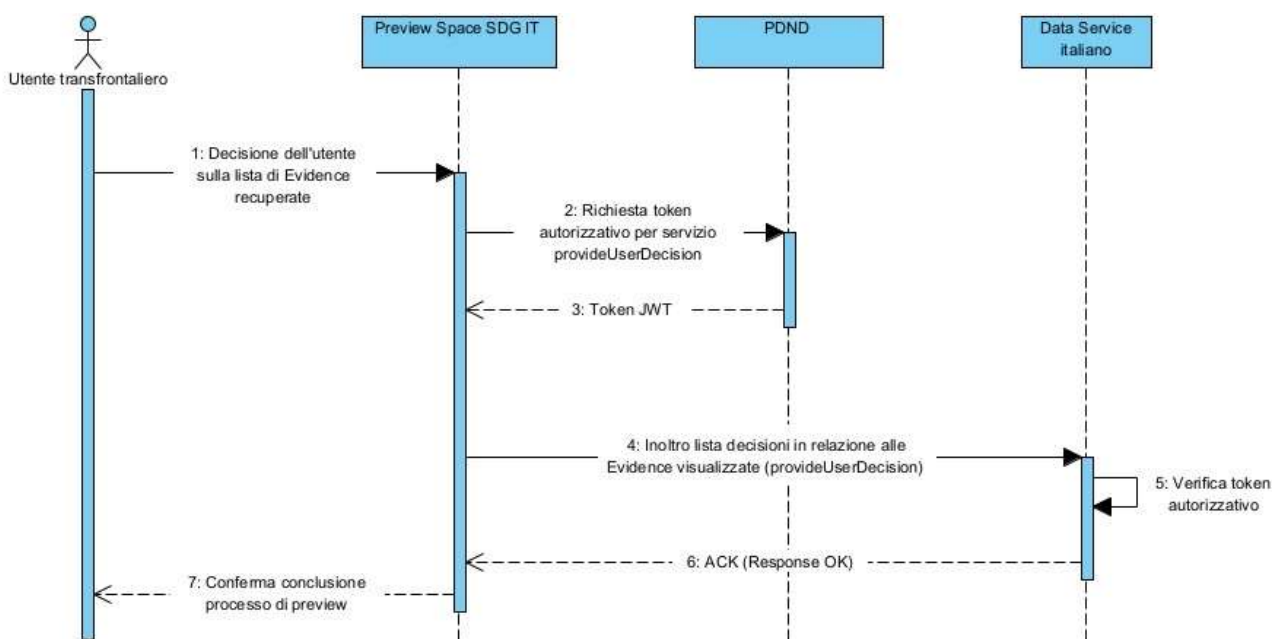 Preview Space SDG IT
PDND
Data Service
italiano
Utente transfrontaliero
1: Decisione dell'utente
sulla lista di Evidence
recuperate
2: Richiesta token
autorizzativo per servizio
provideUserDecision
3: Token JWT
4: Inoltro lista decisioni in relazione alle
Evidence visualizzate (provideUserDecision)
5: Verifica token
autorizzativo
6: ACK (Response OK)
7: Conferma conclusione
processo di preview